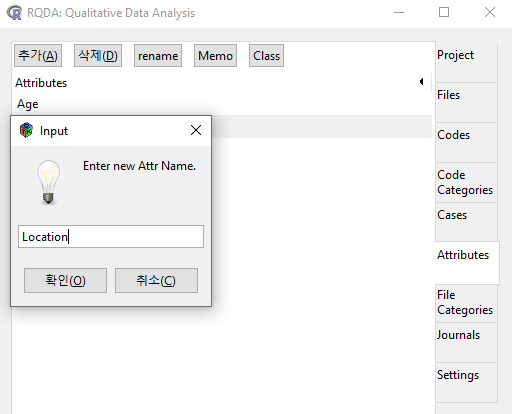 RQDA: Qualitative Data Analysis
추가(A) 삭제(D) rename Memo Class
Attributes
Age
Input
Enter new Attr Name.
Location
확인(O) 취소(C)
Project
Files
Codes
Code
Categories
Cases
Attributes
File
Categories
Journals
Settings